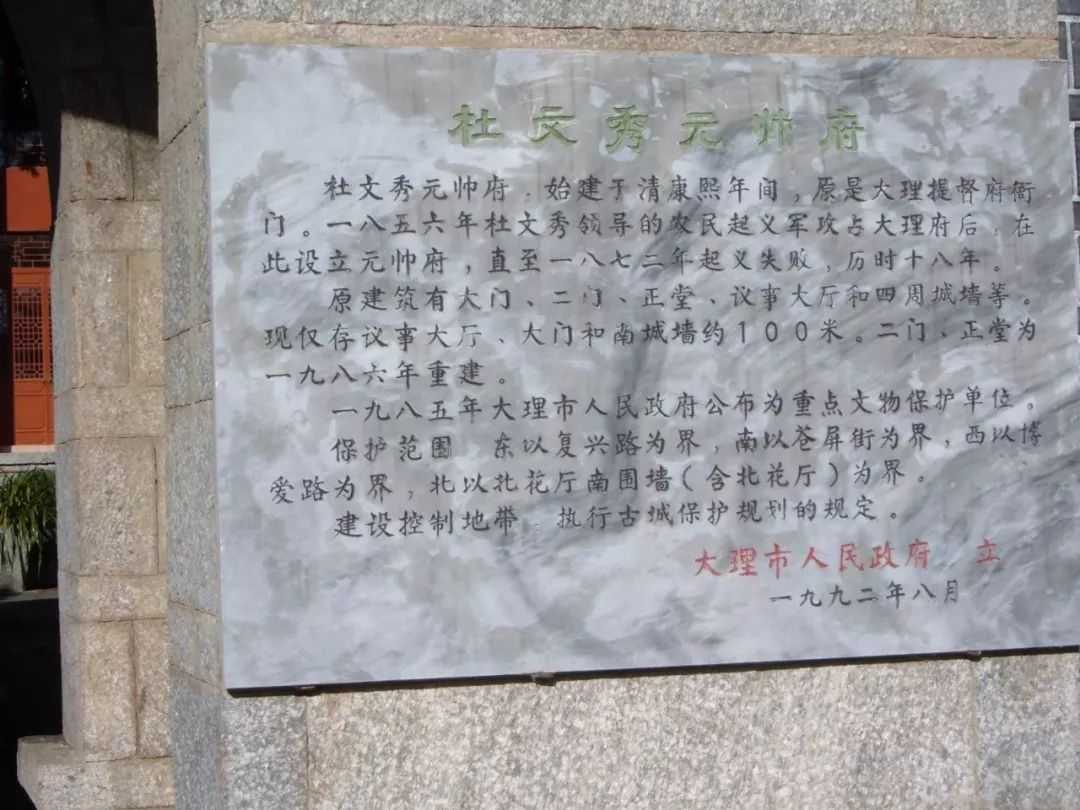 杜文秀元帅府
杜文秀元帅府，始建于清康熙年间，原是大理提督府衙
门。一八五六年杜文秀领导的农民起义军攻占大理府后，在
此设立元帅府，直至一八七二年起义失败，历时十八年。
原建筑有大门、二门、正堂、议事大厅和四周城墙等。
现仅存议事大厅、大门和南城墙约100米。二门、正堂为
一九八六年重建。
一九八五年大理市人民政府公布为重点文物保护单位。
保护范围 东以复兴路为界，南以苍屏街为界，西以博
爱路为界，北以北花厅南围墙(含北花厅)为界。
建设控制地带：执行古城保护规划的规定。
大理市人民政府 立
一九九二年八月